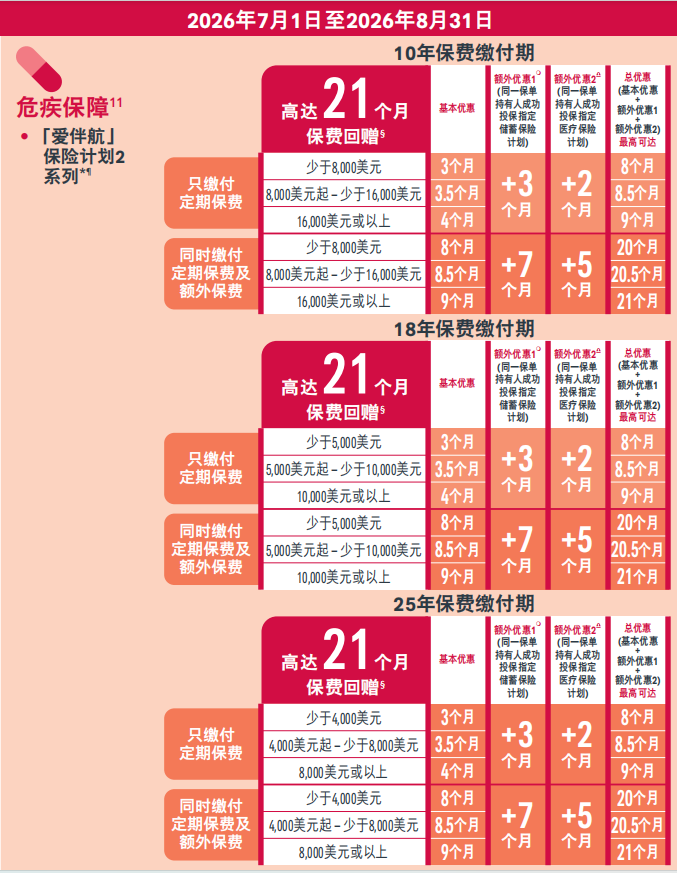 2026年7月1日至2026年8月31日
危疾保障11
• 「爱伴航」
保险计划2
系列*¶
10年保费缴付期
高达21个月
保费回赠§
基本优惠
额外优惠1❍
(同一保单
持有人成功
投保指定
储蓄保险
计划)
额外优惠2△
(同一保单
持有人成功
投保指定
医疗保险
计划)
总优惠
(基本优惠
+
额外优惠1
+
额外优惠2)
最高可达
只缴付
定期保费
少于8,000美元 3个月 8个月
8,000美元起 – 少于16,000美元 3.5个月 +3个月 +2个月 8.5个月
16,000美元或以上 4个月 9个月
同时缴付
定期保费及
额外保费
少于8,000美元 8个月 20个月
8,000美元起 – 少于16,000美元 8.5个月 +7个月 +5个月 20.5个月
16,000美元或以上 9个月 21个月
18年保费缴付期
高达21个月
保费回赠§
基本优惠
额外优惠1❍
(同一保单
持有人成功
投保指定
储蓄保险
计划)
额外优惠2△
(同一保单
持有人成功
投保指定
医疗保险
计划)
总优惠
(基本优惠
+
额外优惠1
+
额外优惠2)
最高可达
只缴付
定期保费
少于5,000美元 3个月 8个月
5,000美元起 – 少于10,000美元 3.5个月 +3个月 +2个月 8.5个月
10,000美元或以上 4个月 9个月
同时缴付
定期保费及
额外保费
少于5,000美元 8个月 20个月
5,000美元起 – 少于10,000美元 8.5个月 +7个月 +5个月 20.5个月
10,000美元或以上 9个月 21个月
25年保费缴付期
高达21个月
保费回赠§
基本优惠
额外优惠1❍
(同一保单
持有人成功
投保指定
储蓄保险
计划)
额外优惠2△
(同一保单
持有人成功
投保指定
医疗保险
计划)
总优惠
(基本优惠
+
额外优惠1
+
额外优惠2)
最高可达
只缴付
定期保费
少于4,000美元 3个月 8个月
4,000美元起 – 少于8,000美元 3.5个月 +3个月 +2个月 8.5个月
8,000美元或以上 4个月 9个月
同时缴付
定期保费及
额外保费
少于4,000美元 8个月 20个月
4,000美元起 – 少于8,000美元 8.5个月 +7个月 +5个月 20.5个月
8,000美元或以上 9个月 21个月